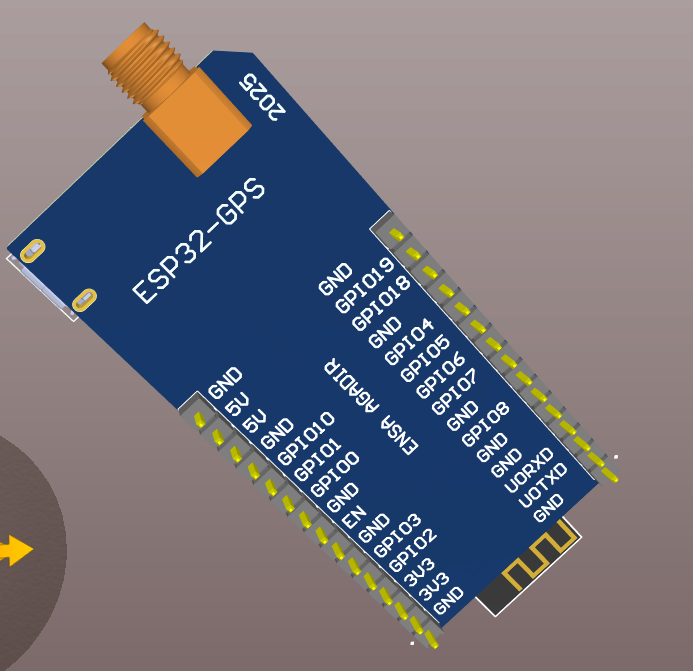 2025
ESP32-GPS
GND
GPIO19
GPIO18
GND
GPIO4
GPIO5
GPIO6
GPIO7
GND
GPIO8
GND
GND
U0RXD
U0TXD
GND
ENSA AGADIR
GND
5V
5V
GND
GPIO10
GPIO1
GPIO0
GND
EN
GND
GPIO3
GPIO2
3V3
3V3
GND